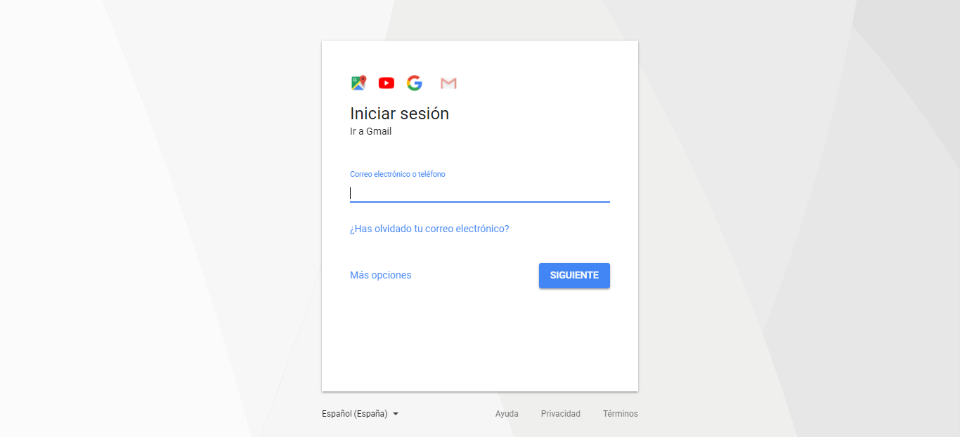 Iniciar sesión
Ir a Gmail
Correo electrónico o teléfono
¿Has olvidado tu correo electrónico?
Más opciones SIGUIENTE
Español (España) Ayuda Privacidad Términos